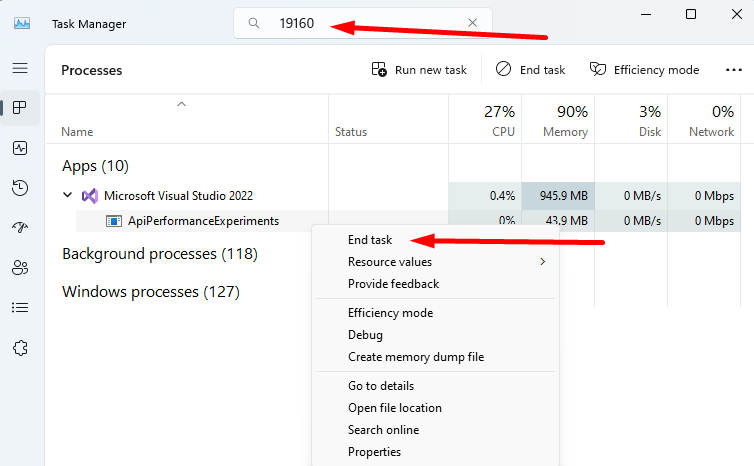 Task Manager
19160
Processes
Run new task
End task
Efficiency mode
27% 90% 3% 0%
Name Status CPU Memory Disk Network
Apps (10)
Microsoft Visual Studio 2022 0.4% 945.9 MB 0 MB/s 0 Mbps
ApiPerformanceExperiments 0% 43.9 MB 0 MB/s 0 Mbps
Background processes (118)
Windows processes (127)
End task
Resource values
Provide feedback
Efficiency mode
Debug
Create memory dump file
Go to details
Open file location
Search online
Properties